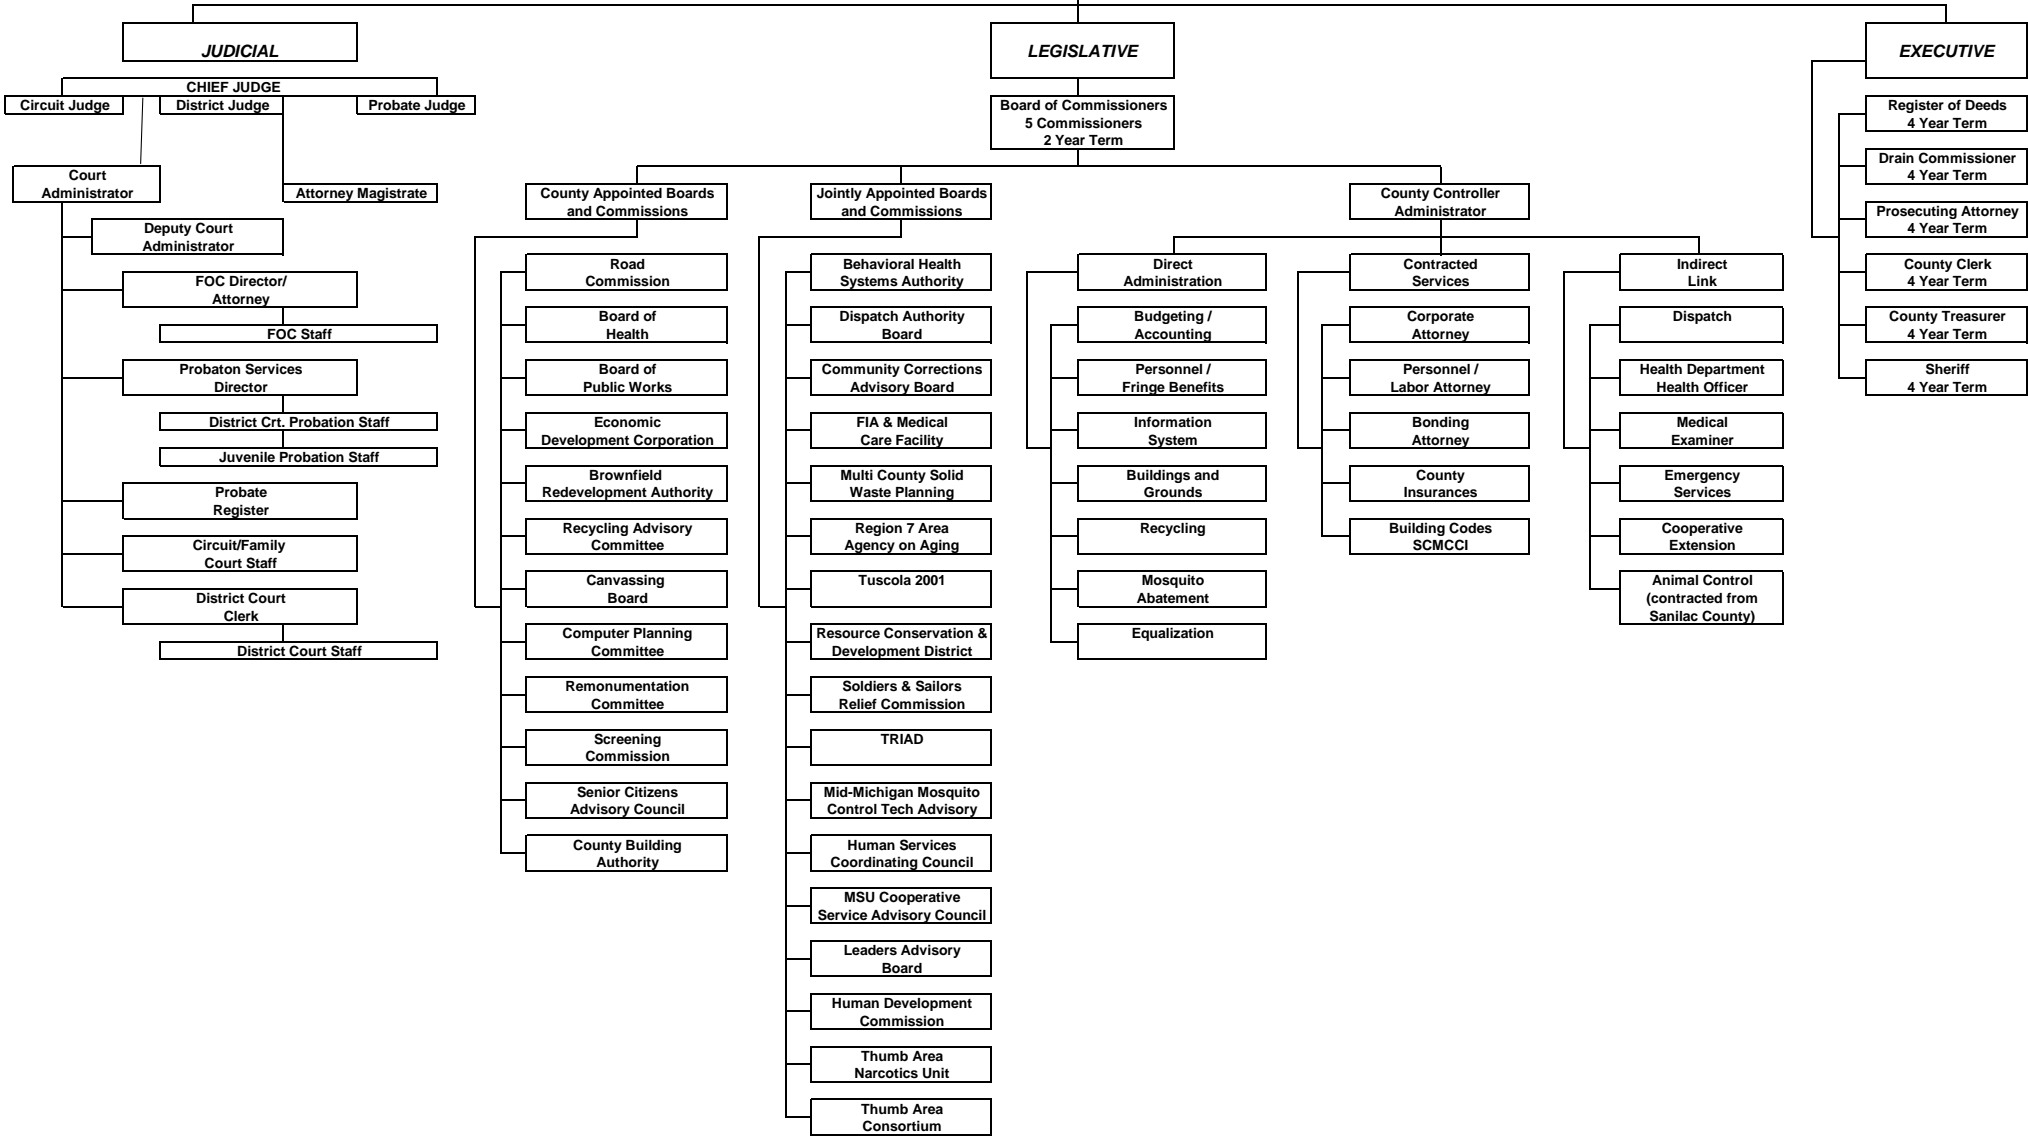 JUDICIAL
CHIEF JUDGE
Circuit Judge
District Judge
Probate Judge
Court
Administrator
Attorney Magistrate
Deputy Court
Administrator
FOC Director/
Attorney
FOC Staff
Probaton Services
Director
District Crt. Probation Staff
Juvenile Probation Staff
Probate
Register
Circuit/Family
Court Staff
District Court
Clerk
District Court Staff
LEGISLATIVE
Board of Commissioners
5 Commissioners
2 Year Term
County Appointed Boards
and Commissions
Road
Commission
Board of
Health
Board of
Public Works
Economic
Development Corporation
Brownfield
Redevelopment Authority
Recycling Advisory
Committee
Canvassing
Board
Computer Planning
Committee
Remonumentation
Committee
Screening
Commission
Senior Citizens
Advisory Council
County Building
Authority
Jointly Appointed Boards
and Commissions
Behavioral Health
Systems Authority
Dispatch Authority
Board
Community Corrections
Advisory Board
FIA & Medical
Care Facility
Multi County Solid
Waste Planning
Region 7 Area
Agency on Aging
Tuscola 2001
Resource Conservation &
Development District
Soldiers & Sailors
Relief Commission
TRIAD
Mid-Michigan Mosquito
Control Tech Advisory
Human Services
Coordinating Council
MSU Cooperative
Service Advisory Council
Leaders Advisory
Board
Human Development
Commission
Thumb Area
Narcotics Unit
Thumb Area
Consortium
County Controller
Administrator
Direct
Administration
Budgeting /
Accounting
Personnel /
Fringe Benefits
Information
System
Buildings and
Grounds
Recycling
Mosquito
Abatement
Equalization
Contracted
Services
Corporate
Attorney
Personnel /
Labor Attorney
Bonding
Attorney
County
Insurances
Building Codes
SCMCCI
Indirect
Link
Dispatch
Health Department
Health Officer
Medical
Examiner
Emergency
Services
Cooperative
Extension
Animal Control
(contracted from
Sanilac County)
EXECUTIVE
Register of Deeds
4 Year Term
Drain Commissioner
4 Year Term
Prosecuting Attorney
4 Year Term
County Clerk
4 Year Term
County Treasurer
4 Year Term
Sheriff
4 Year Term